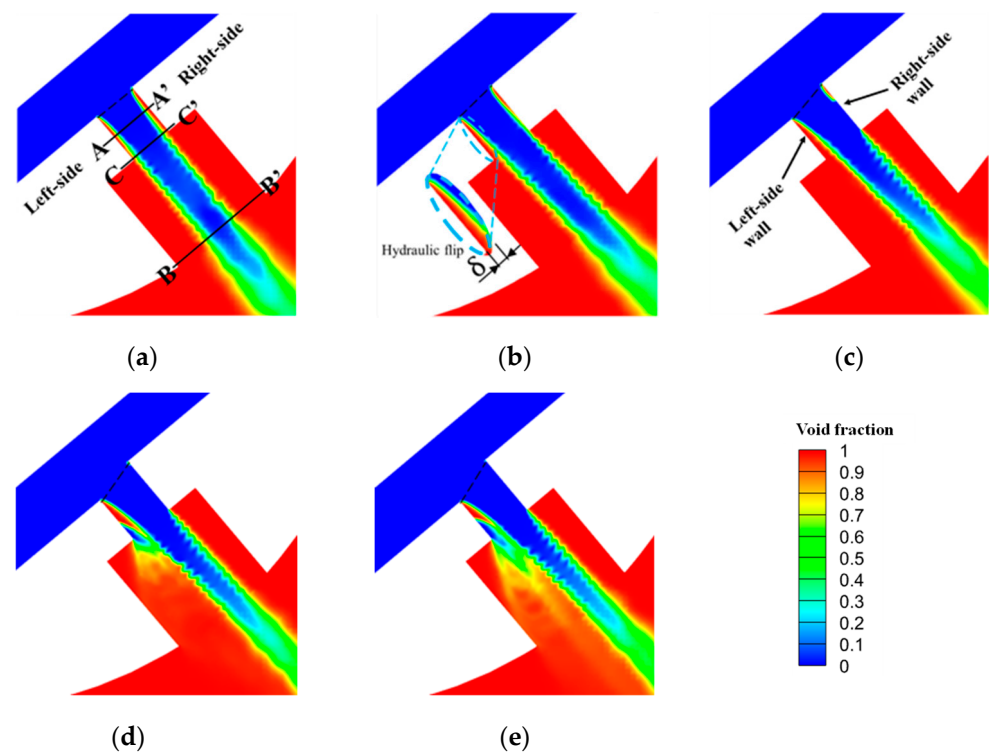 Right-side
A'
C'
A
C
Left-side
B'
B
(a)
Hydraulic flip
δ
(b)
Right-side
wall
Left-side
wall
(c)
(d)
(e)
Void fraction
1
0.9
0.8
0.7
0.6
0.5
0.4
0.3
0.2
0.1
0